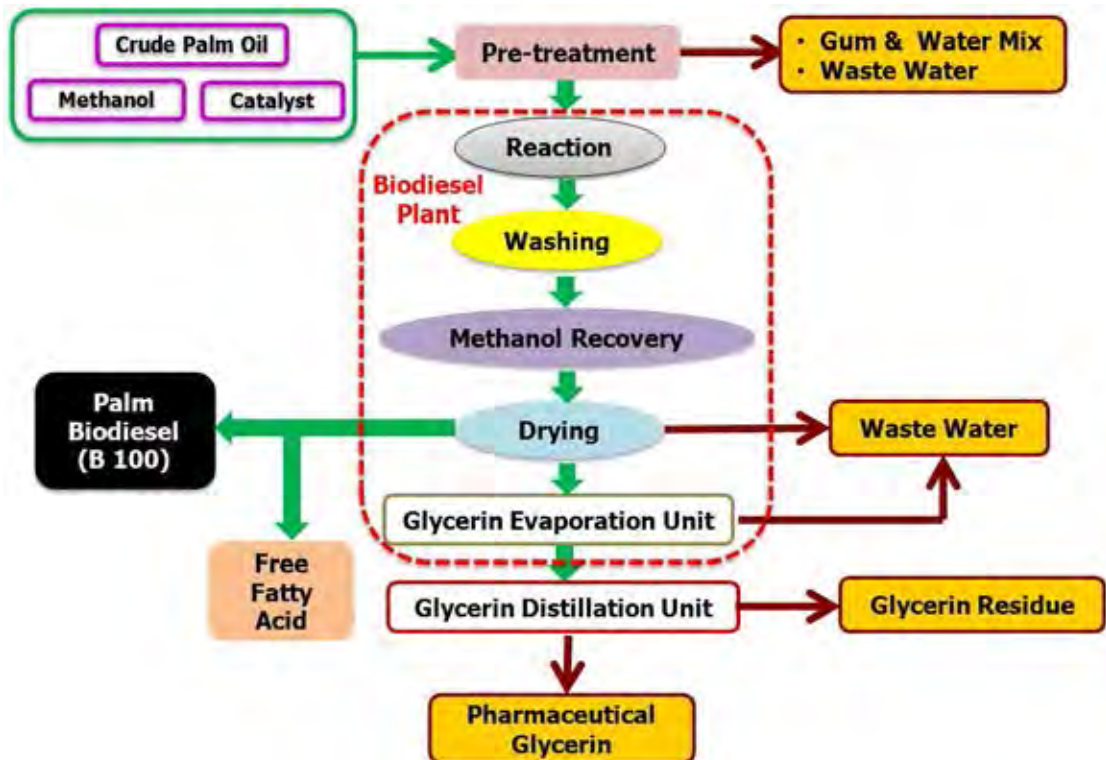 Crude Palm Oil
Methanol
Catalyst
Pre-treatment
· Gum & Water Mix
· Waste Water
Reaction
Biodiesel
Plant
Washing
Methanol Recovery
Palm
Biodiesel
(B 100)
Drying
Waste Water
Glycerin Evaporation Unit
Free
Fatty
Acid
Glycerin Distillation Unit
Glycerin Residue
Pharmaceutical
Glycerin